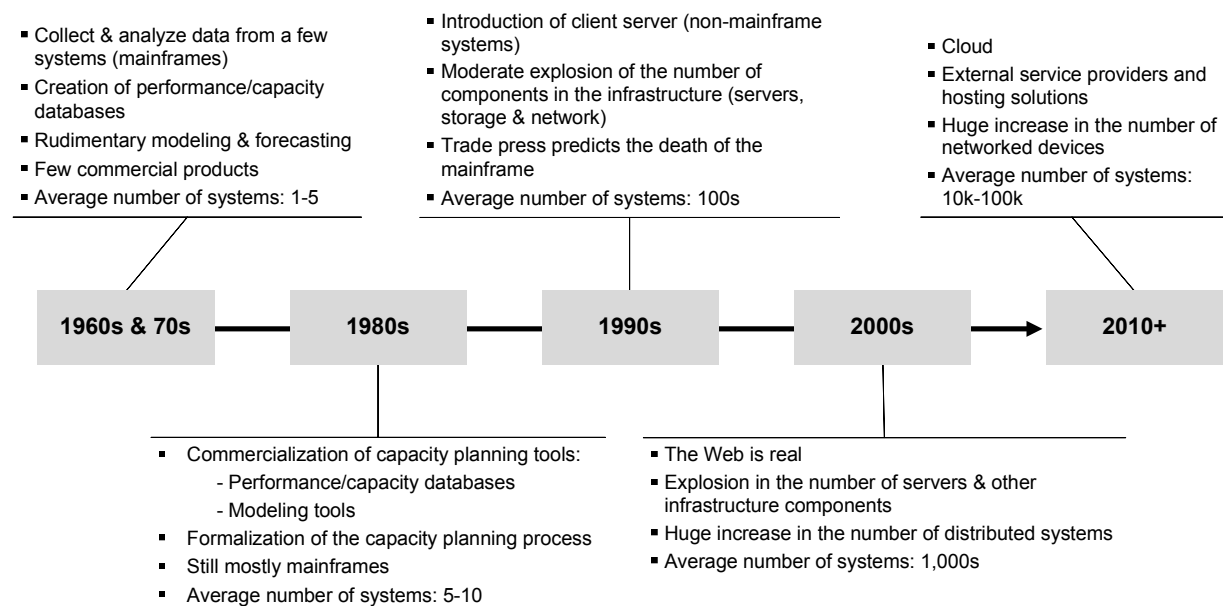 ▪ Collect & analyze data from a few
systems (mainframes)
▪ Creation of performance/capacity
databases
▪ Rudimentary modeling & forecasting
▪ Few commercial products
▪ Average number of systems: 1-5
▪ Introduction of client server (non-mainframe
systems)
▪ Moderate explosion of the number of
components in the infrastructure (servers,
storage & network)
▪ Trade press predicts the death of the
mainframe
▪ Average number of systems: 100s
▪ Cloud
▪ External service providers and
hosting solutions
▪ Huge increase in the number of
networked devices
▪ Average number of systems:
10k-100k
1960s & 70s
1980s
1990s
2000s
2010+
▪ Commercialization of capacity planning tools:
- Performance/capacity databases
- Modeling tools
▪ Formalization of the capacity planning process
▪ Still mostly mainframes
▪ Average number of systems: 5-10
▪ The Web is real
▪ Explosion in the number of servers & other
infrastructure components
▪ Huge increase in the number of distributed systems
▪ Average number of systems: 1,000s